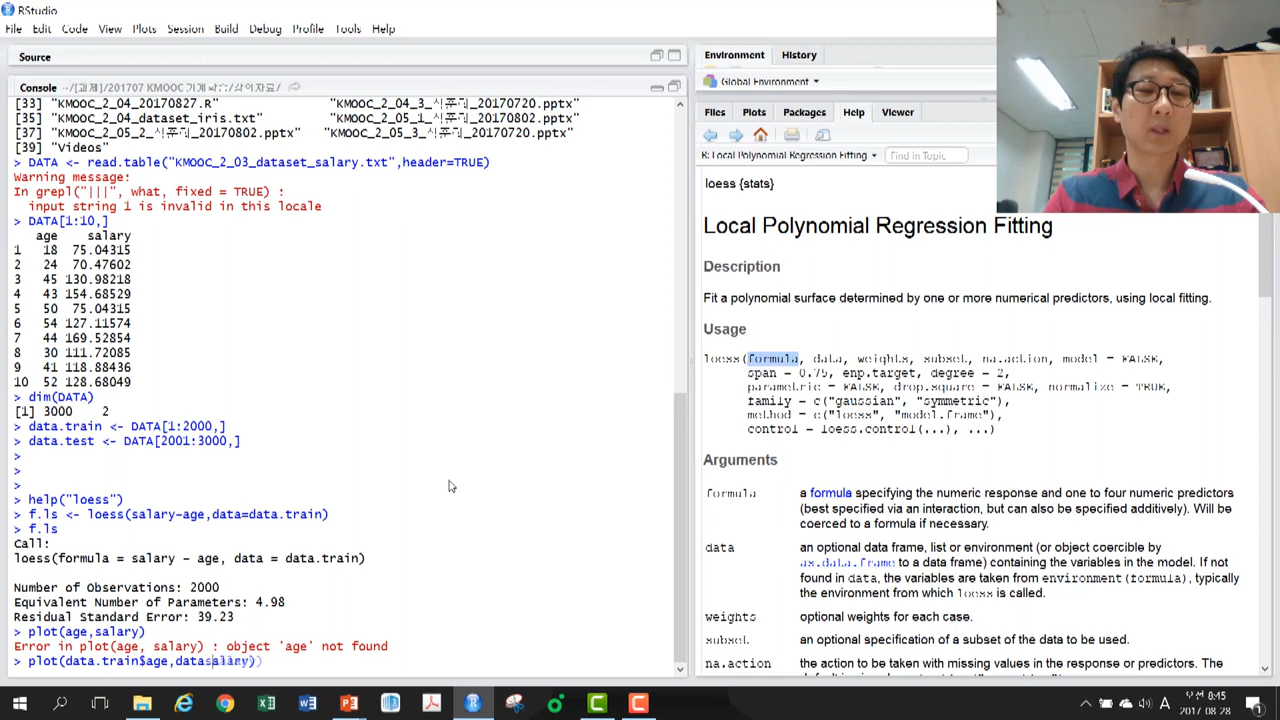 RStudio
File Edit Code View Plots Session Build Debug Profile Tools Help
Source
Console
[33] "KMOOC_2_04_20170827.R"
[35] "KMOOC_2_04_dataset_iris.txt"
[39] "Videos"
> DATA <- read.table("KMOOC_2_03_dataset_salary.txt",header=TRUE)
Warning message:
In grepl("|||", what, fixed = TRUE) :
input string 1 is invalid in this locale
> DATA[1:10,]
age salary
1 18 75.04315
2 24 70.47602
3 45 130.98218
4 43 154.68529
5 50 75.04315
6 54 127.11574
7 44 169.52854
8 30 111.72085
9 41 118.88436
10 52 128.68049
> dim(DATA)
[1] 3000 2
> data.train <- DATA[1:2000,]
> data.test <- DATA[2001:3000,]
>
>
>
> help("loess")
> f.ls <- loess(salary~age,data=data.train)
> f.ls
Call:
loess(formula = salary ~ age, data = data.train)
Number of Observations: 2000
Equivalent Number of Parameters: 4.98
Residual Standard Error: 39.23
> plot(age,salary)
Error in plot(age, salary) : object 'age' not found
> plot(data.train$age,data
Environment History
Global Environment
Files Plots Packages Help Viewer
R: Local Polynomial Regression Fitting Find in Topic
loess {stats}
Local Polynomial Regression Fitting
Description
Fit a polynomial surface determined by one or more numerical predictors, using local fitting.
Usage
loess(formula, data, weights, subset, na.action, model = FALSE,
span = 0.75, enp.target, degree = 2,
parametric = FALSE, drop.square = FALSE, normalize = TRUE,
family = c("gaussian", "symmetric"),
method = c("loess", "model.frame"),
control = loess.control(...), ...)
Arguments
formula a formula specifying the numeric response and one to four numeric predictors
(best specified via an interaction, but can also be specified additively). Will be
coerced to a formula if necessary.
data an optional data frame, list or environment (or object coercible by
as.data.frame to a data frame) containing the variables in the model. If not
found in data, the variables are taken from environment(formula), typically
the environment from which loess is called.
weights optional weights for each case.
subset an optional specification of a subset of the data to be used.
na.action the action to be taken with missing values in the response or predictors. The
오전 8:45
2017-08-28